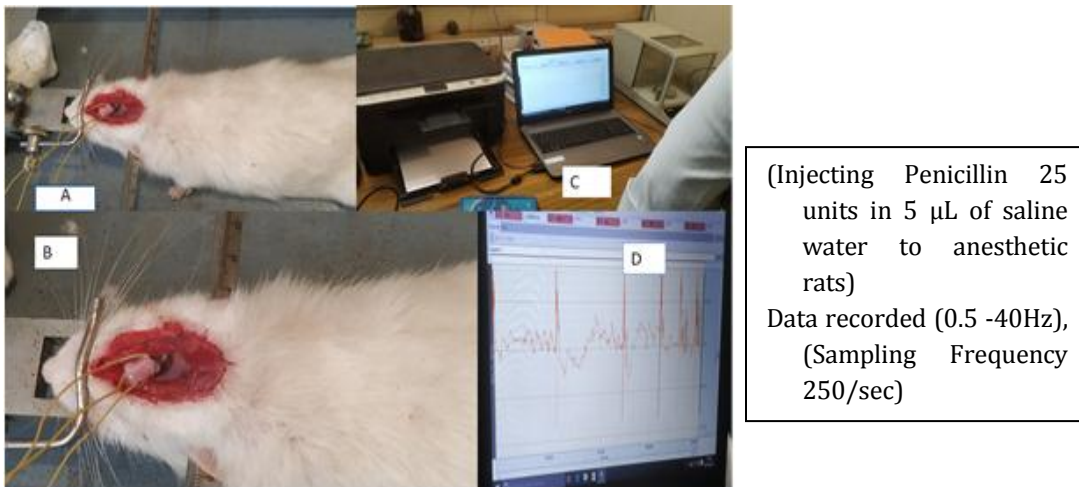 A
C
B
D
(Injecting Penicillin 25
units in 5 µL of saline
water to anesthetic
rats)
Data recorded (0.5 -40Hz),
(Sampling Frequency
250/sec)